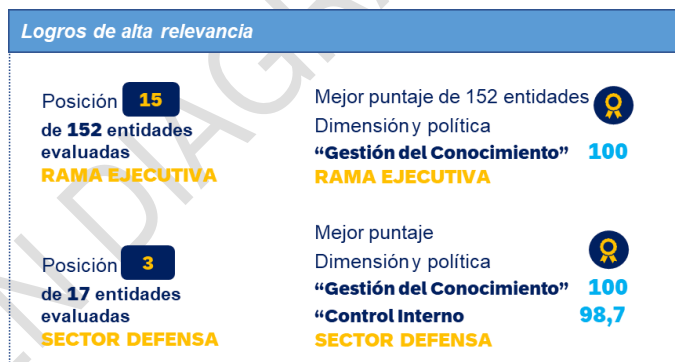 Logros de alta relevancia
Posición 15
de 152 entidades
evaluadas
RAMA EJECUTIVA
Mejor puntaje de 152 entidades
Dimensión y política
“Gestión del Conocimiento” 100
RAMA EJECUTIVA
Posición 3
de 17 entidades
evaluadas
SECTOR DEFENSA
Mejor puntaje
Dimensión y política
“Gestión del Conocimiento” 100
“Control Interno 98,7
SECTOR DEFENSA
EN DIAGRA